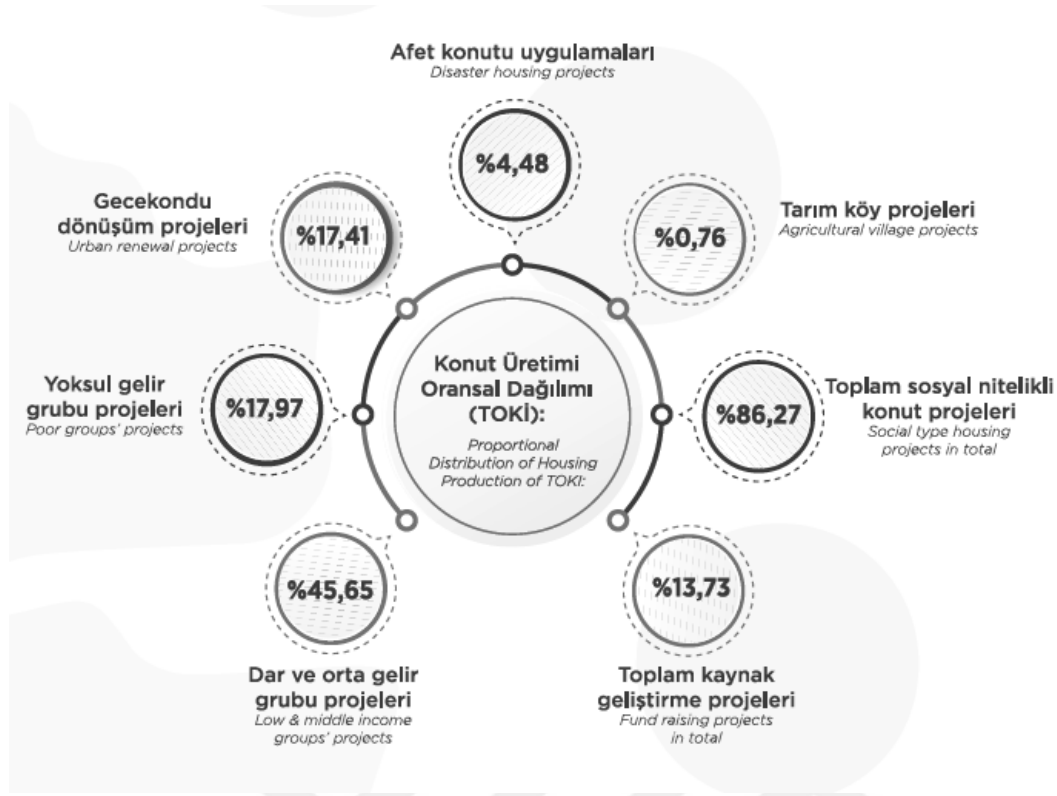 Afet konutu uygulamaları
Disaster housing projects
%4,48
Gecekondu
dönüşüm projeleri
Urban renewal projects
%17,41
%0,76
Tarım köy projeleri
Agricultural village projects
Yoksul gelir
grubu projeleri
Poor groups' projects
%17,97
Konut Üretimi
Oransal Dağılımı
(TOKİ):
Proportional
Distribution of Housing
Production of TOKI:
%86,27
Toplam sosyal nitelikli
konut projeleri
Social type housing
projects in total
%45,65
Dar ve orta gelir
grubu projeleri
Low & middle income
groups' projects
%13,73
Toplam kaynak
geliştirme projeleri
Fund raising projects
in total